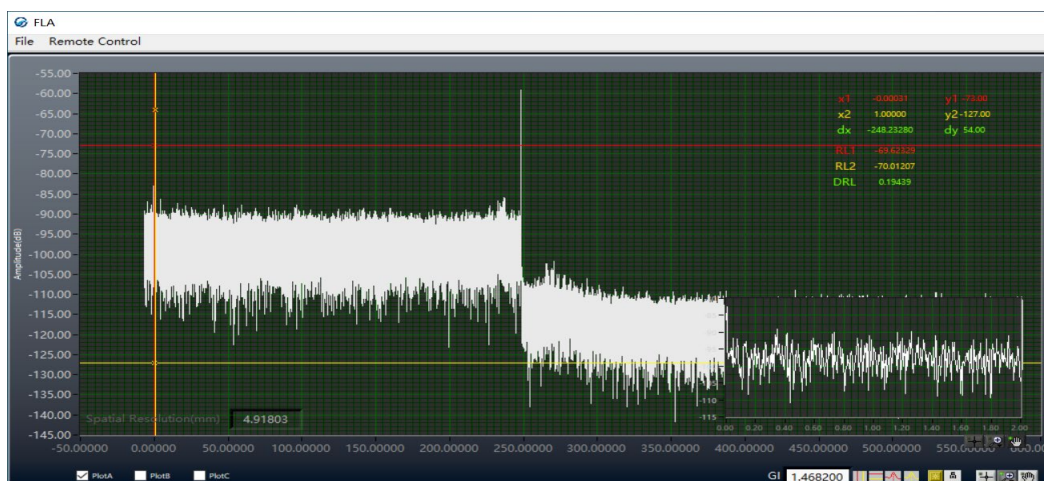 FLA
File Remote Control
-55.00
-60.00
-65.00
-70.00
-75.00
-80.00
-85.00
-90.00
-95.00
-100.00
-105.00
-110.00
-115.00
-120.00
-125.00
-130.00
-135.00
-140.00
-145.00
Amplitude(dB)
x1 -0.00031 y1 -73.00
x2 1.00000 y2 -127.00
dx -248.23280 dy 54.00
RL1 -69.62329
RL2 -70.01207
DRL 0.19439
-110
-115
0.00 0.20 0.40 0.60 0.80 1.00 1.20 1.40 1.60 1.80 2.00
Spatial Resolution(mm) 4.91803
-50.00000 0.00000 50.00000 100.00000 150.00000 200.00000 250.00000 300.00000 350.00000 400.00000 450.00000 500.00000 550.00000
PlotA PlotB PlotC
GI 1.468200